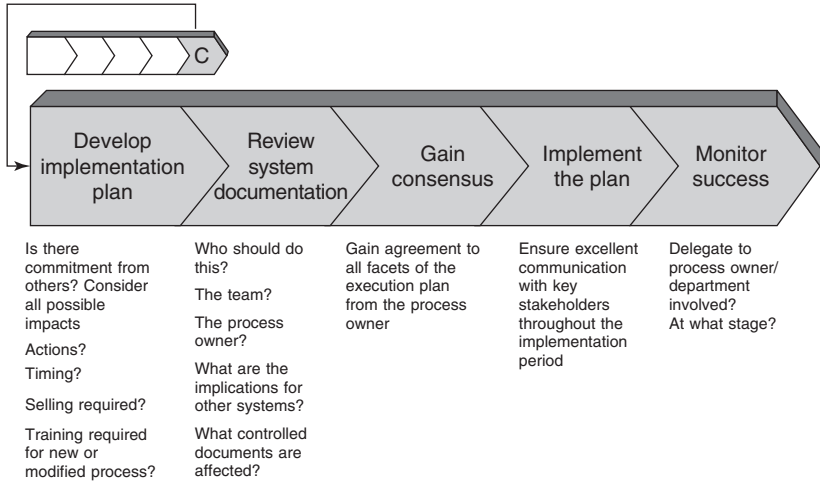 C
Develop
implementation
plan
Review
system
documentation
Gain
consensus
Implement
the plan
Monitor
success
Is there
commitment from
others? Consider
all possible
impacts
Actions?
Timing?
Selling required?
Training required
for new or
modified process?
Who should do
this?
The team?
The process
owner?
What are the
implications for
other systems?
What controlled
documents are
affected?
Gain agreement to
all facets of the
execution plan
from the process
owner
Ensure excellent
communication
with key
stakeholders
throughout the
implementation
period
Delegate to
process owner/
department
involved?
At what stage?